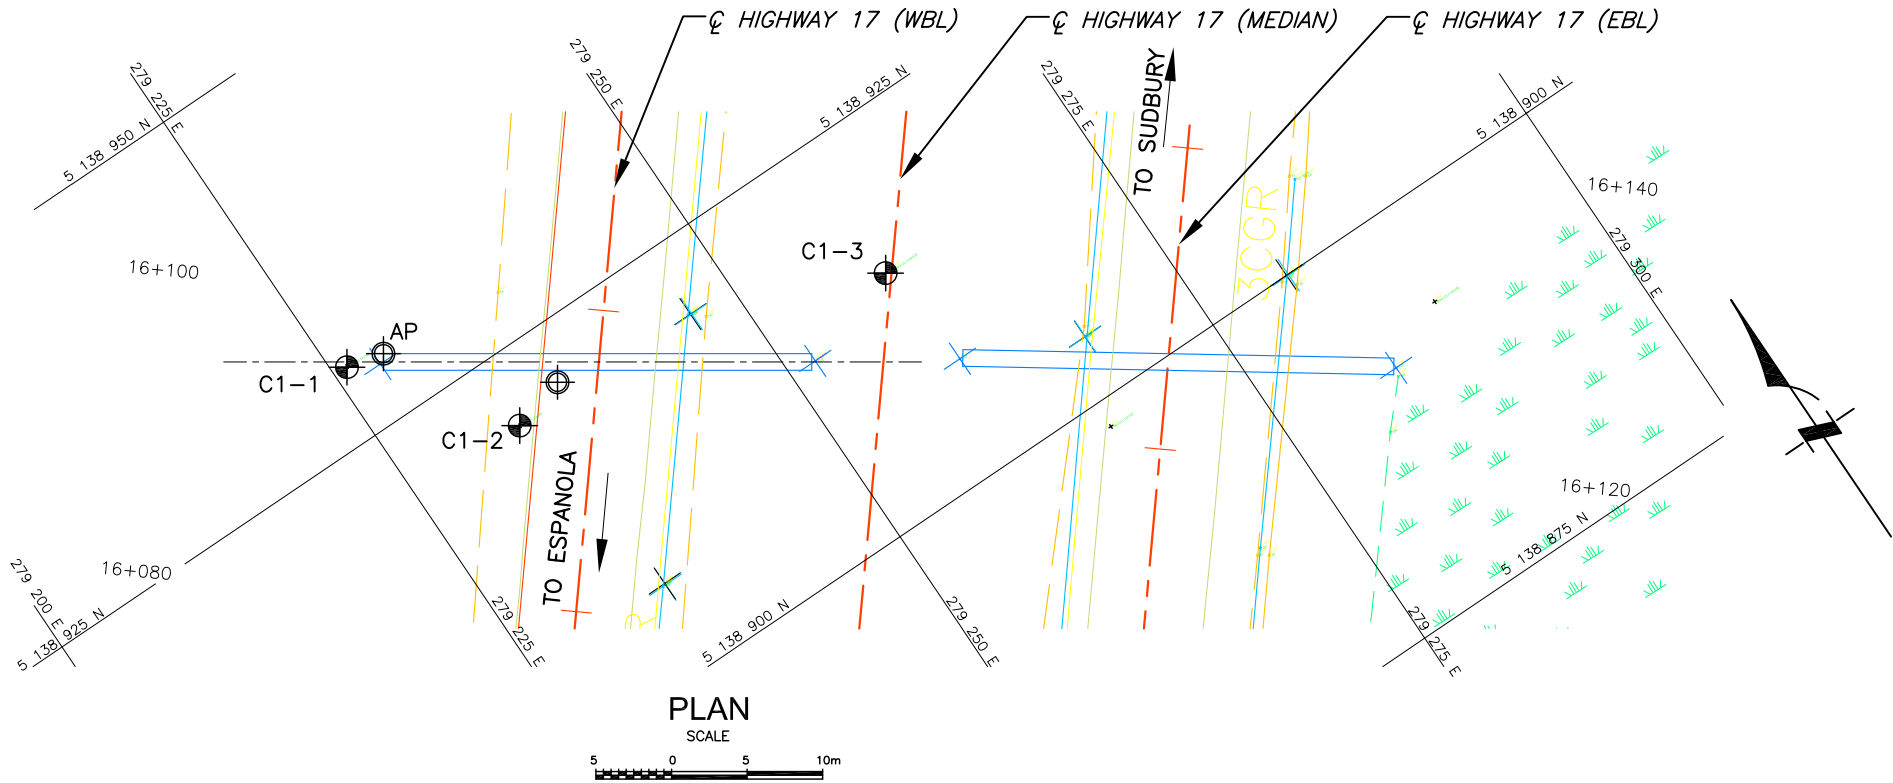 ℄ HIGHWAY 17 (WBL)
℄ HIGHWAY 17 (MEDIAN)
℄ HIGHWAY 17 (EBL)
279 225 E
279 250 E
5 138 925 N
279 275 E
TO SUDBURY
5 138 900 N
5 138 950 N
16+140
3CGR
279 300 E
C1-3
16+100
AP
C1-1
C1-2
TO ESPANOLA
16+120
5 138 875 N
16+080
279 200 E
5 138 925 N
279 225 E
5 138 900 N
279 250 E
279 275 E
R
PLAN
SCALE
5 0 5 10m